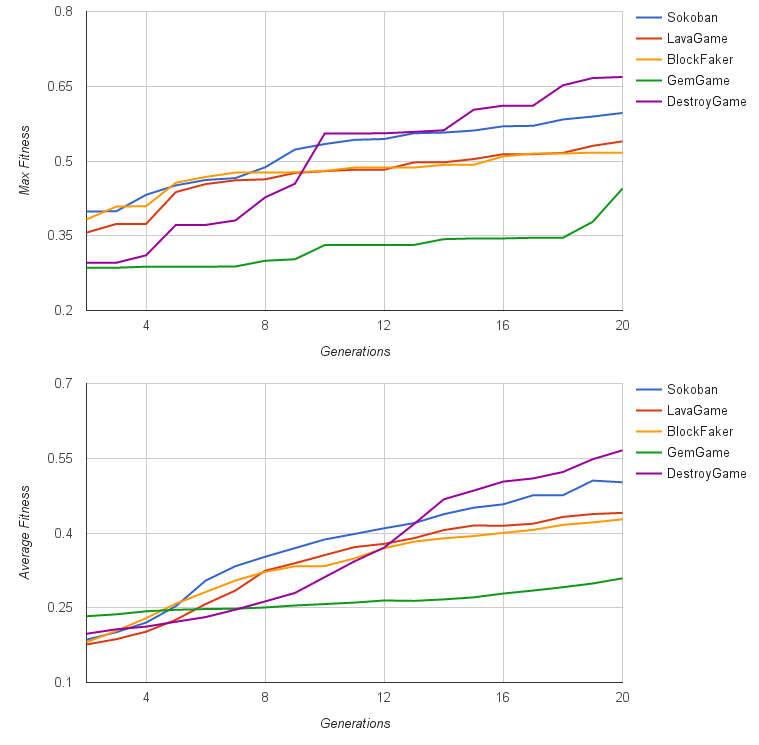 0.8
0.65
0.5
0.35
0.2
Max Fitness
4
8
12
16
20
Generations
Sokoban
LavaGame
BlockFaker
GemGame
DestroyGame
0.7
0.55
0.4
0.25
0.1
Average Fitness
4
8
12
16
20
Generations
Sokoban
LavaGame
BlockFaker
GemGame
DestroyGame